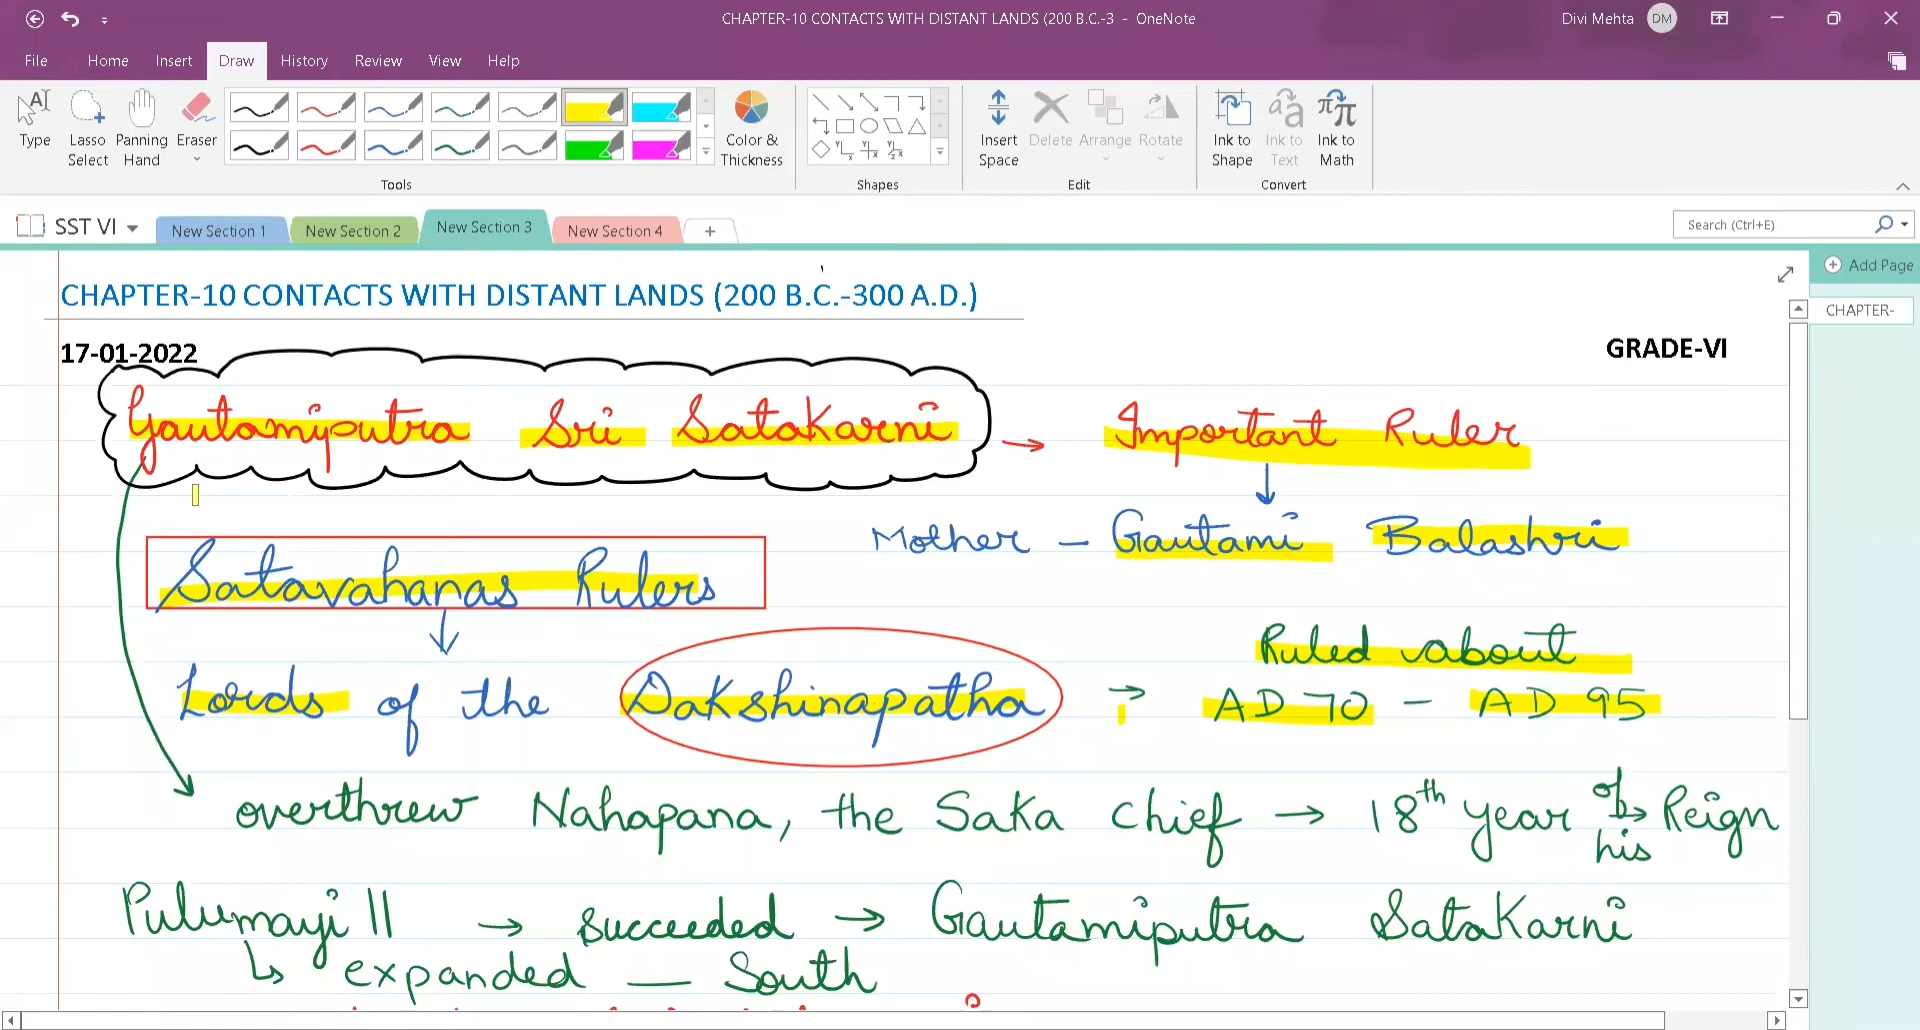 CHAPTER-10 CONTACTS WITH DISTANT LANDS (200 B.C.-3 - OneNote
Divi Mehta DM
File Home Insert Draw History Review View Help
Type
Lasso Select
Panning Hand
Eraser
Color & Thickness
Insert Space
Delete
Arrange
Rotate
Ink to Shape
Ink to Text
Ink to Math
Tools
Shapes
Edit
Convert
SST VI
New Section 1
New Section 2
New Section 3
New Section 4
+
Search (Ctrl+E)
Add Page
CHAPTER-
CHAPTER-10 CONTACTS WITH DISTANT LANDS (200 B.C.-300 A.D.)
17-01-2022
GRADE-VI
Gautamiputra Sri Satakarni → Important Ruler
Mother - Gautami Balashri
Satavahanas Rulers
Ruled about
Lords of the Dakshinapatha → AD 70 - AD 95
overthrew Nahapana, the Saka chief → 18th year of his Reign
Pulumayi II → succeeded → Gautamiputra Satakarni
expanded — South